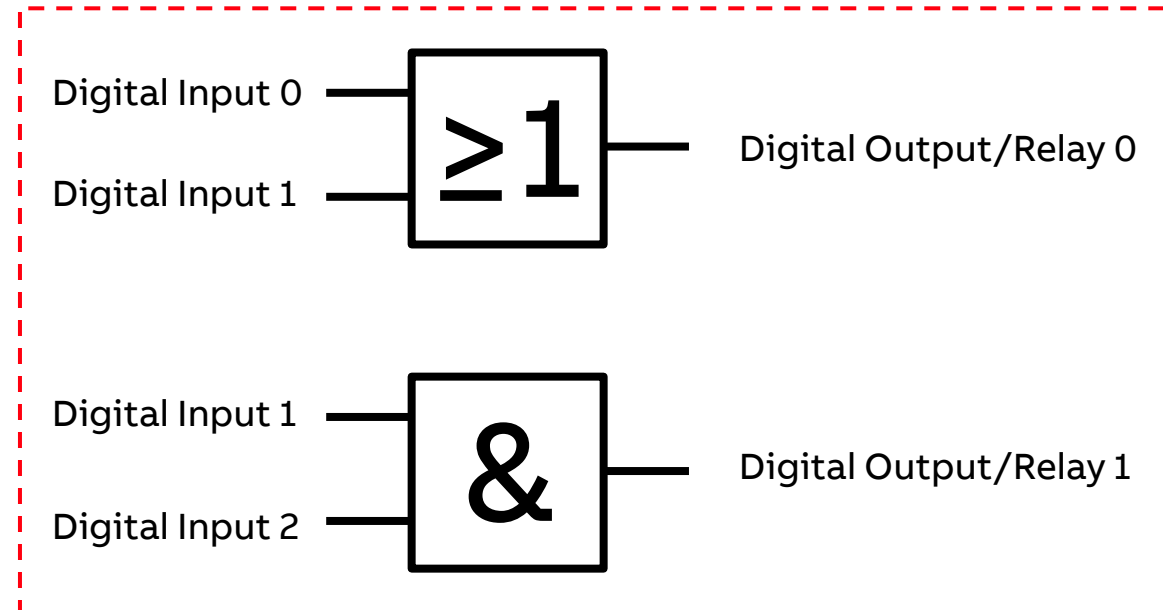 Digital Input 0
≥1
Digital Output/Relay 0
Digital Input 1
Digital Input 1
&
Digital Output/Relay 1
Digital Input 2